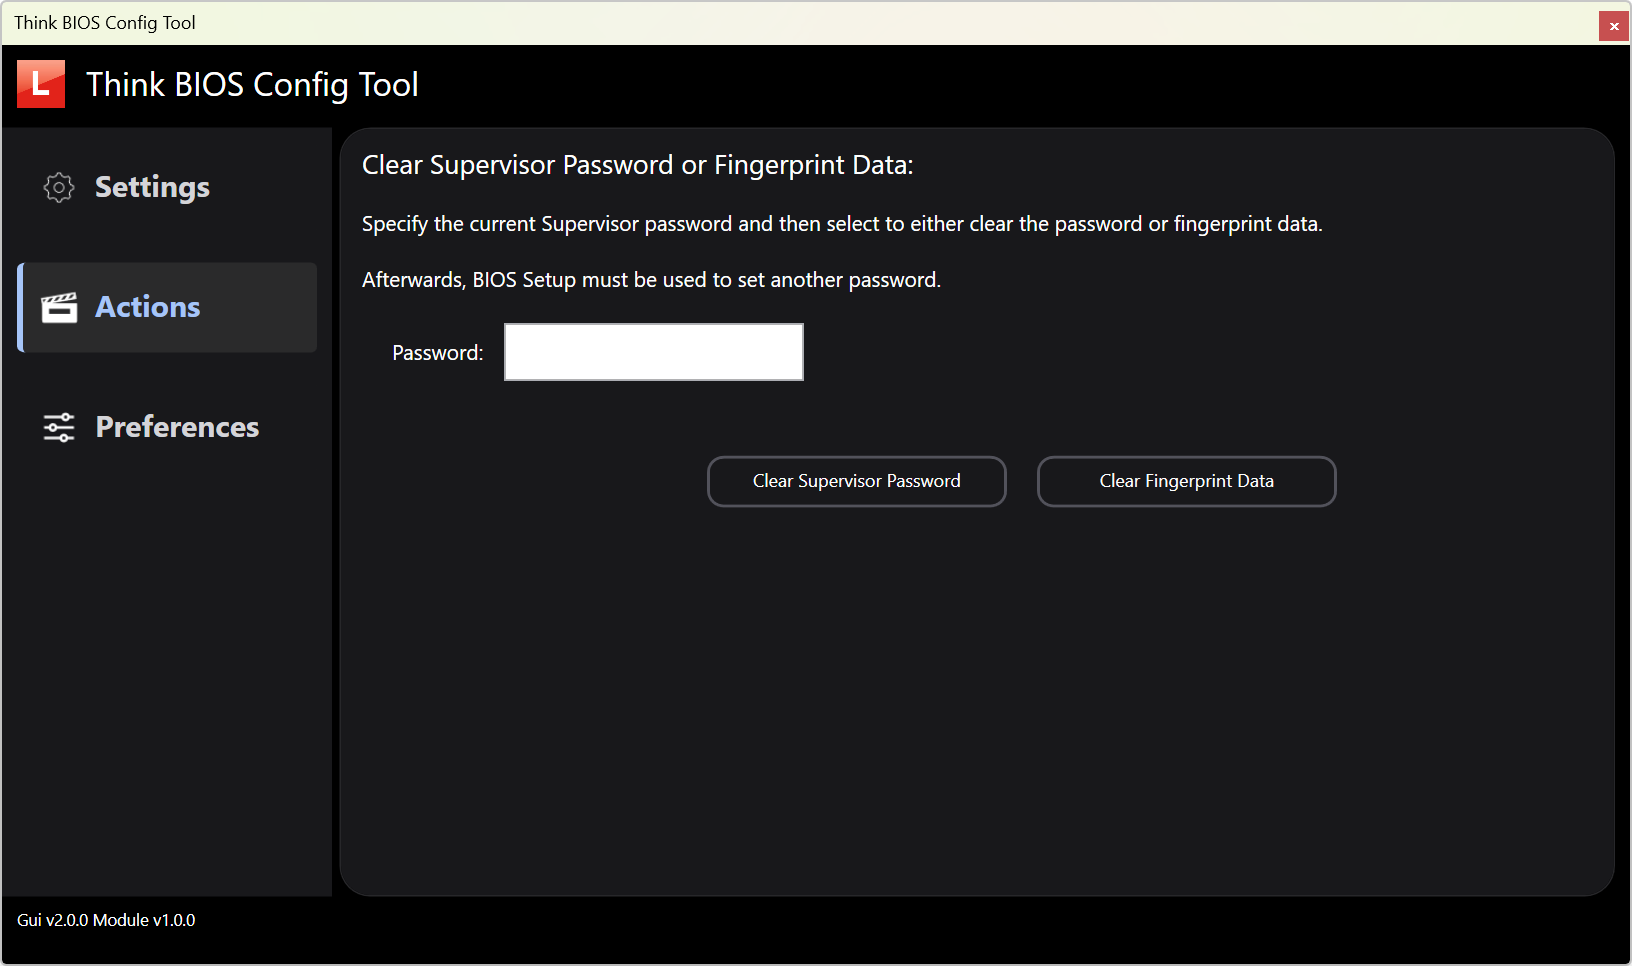 Think BIOS Config Tool
x
L
Think BIOS Config Tool
Settings
Actions
Preferences
Clear Supervisor Password or Fingerprint Data:
Specify the current Supervisor password and then select to either clear the password or fingerprint data.
Afterwards, BIOS Setup must be used to set another password.
Password:
Clear Supervisor Password
Clear Fingerprint Data
Gui v2.0.0 Module v1.0.0